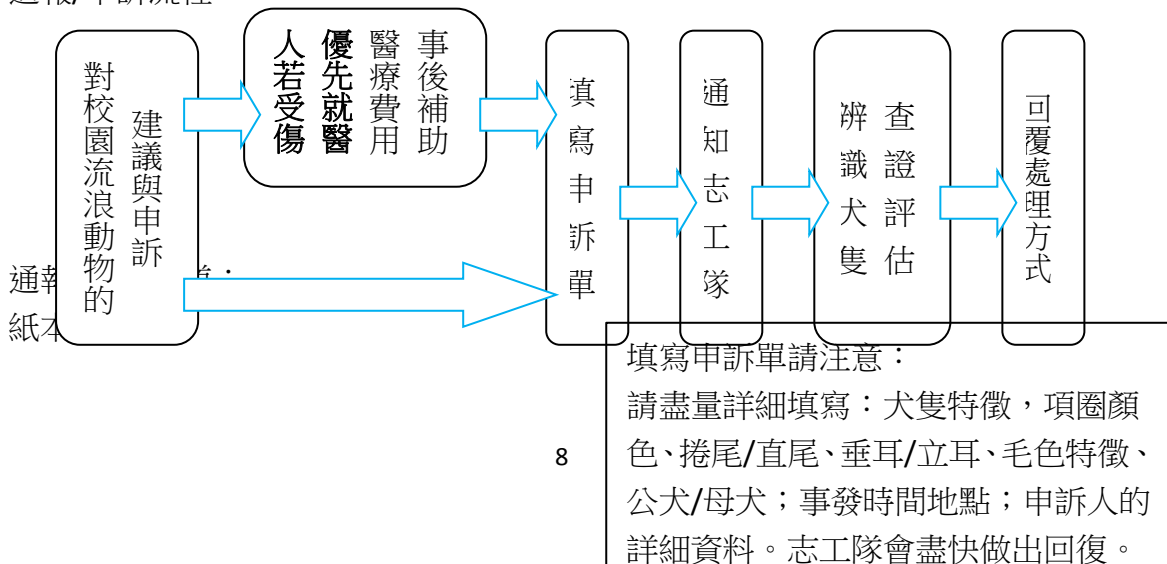 通報/申訴流程
對校園流浪動物的
建議與申訴
人若受傷
優先就醫
醫療費用
事後補助
填寫申訴單
通知志工隊
辨識犬隻
查證評估
回覆處理方式
通報
紙本
填寫申訴單請注意：
請盡量詳細填寫：犬隻特徵，項圈顏
色、捲尾/直尾、垂耳/立耳、毛色特徵、
公犬/母犬；事發時間地點；申訴人的
詳細資料。志工隊會盡快做出回復。
8